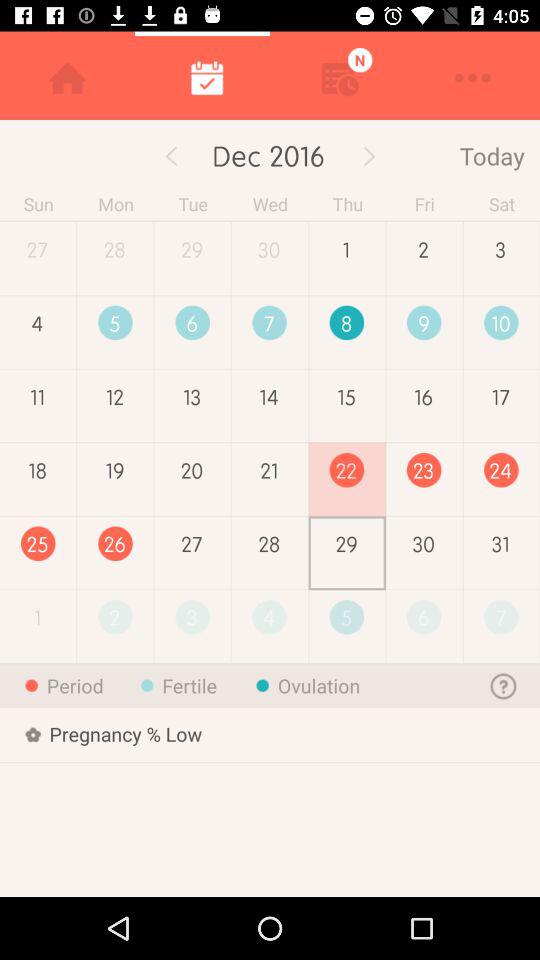 4:05
N
Dec 2016 Today
Sun Mon Tue Wed Thu Fri Sat
27 28 29 30 1 2 3
4 5 6 7 8 9 10
11 12 13 14 15 16 17
18 19 20 21 22 23 24
25 26 27 28 29 30 31
1 2 3 4 5 6 7
Period Fertile Ovulation ?
Pregnancy % Low